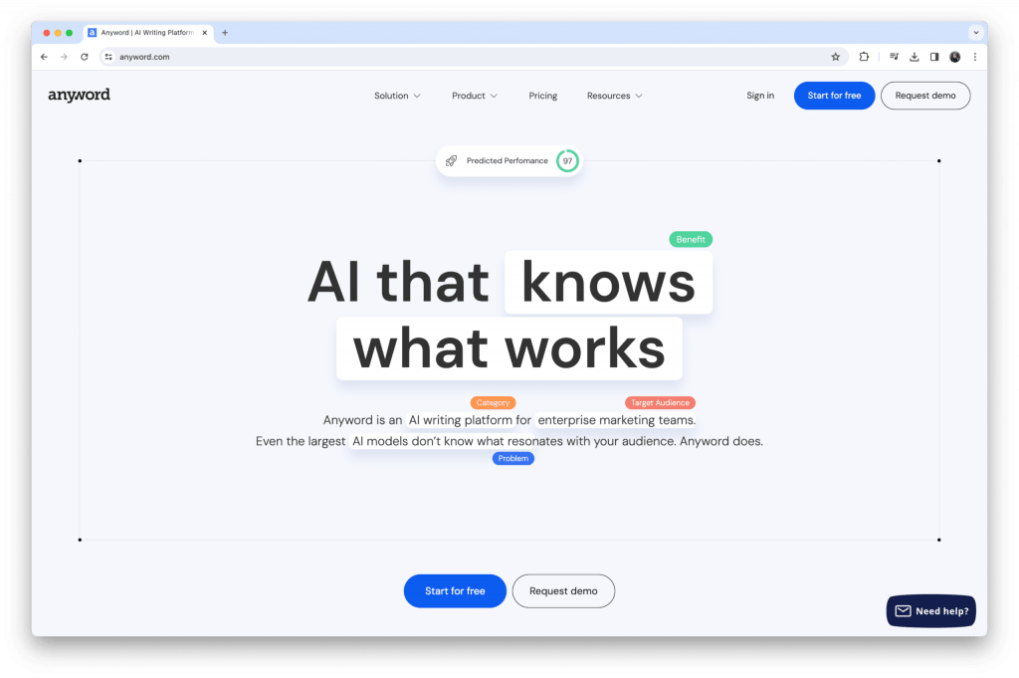 Anyword | AI Writing Platform
anyword.com
anyword
Solution
Product
Pricing
Resources
Sign in
Start for free
Request demo
Predicted Perfomance 97
Benefit
AI that knows
what works
Category
Target Audience
Anyword is an AI writing platform for enterprise marketing teams.
Even the largest AI models don't know what resonates with your audience. Anyword does.
Problem
Start for free
Request demo
Need help?